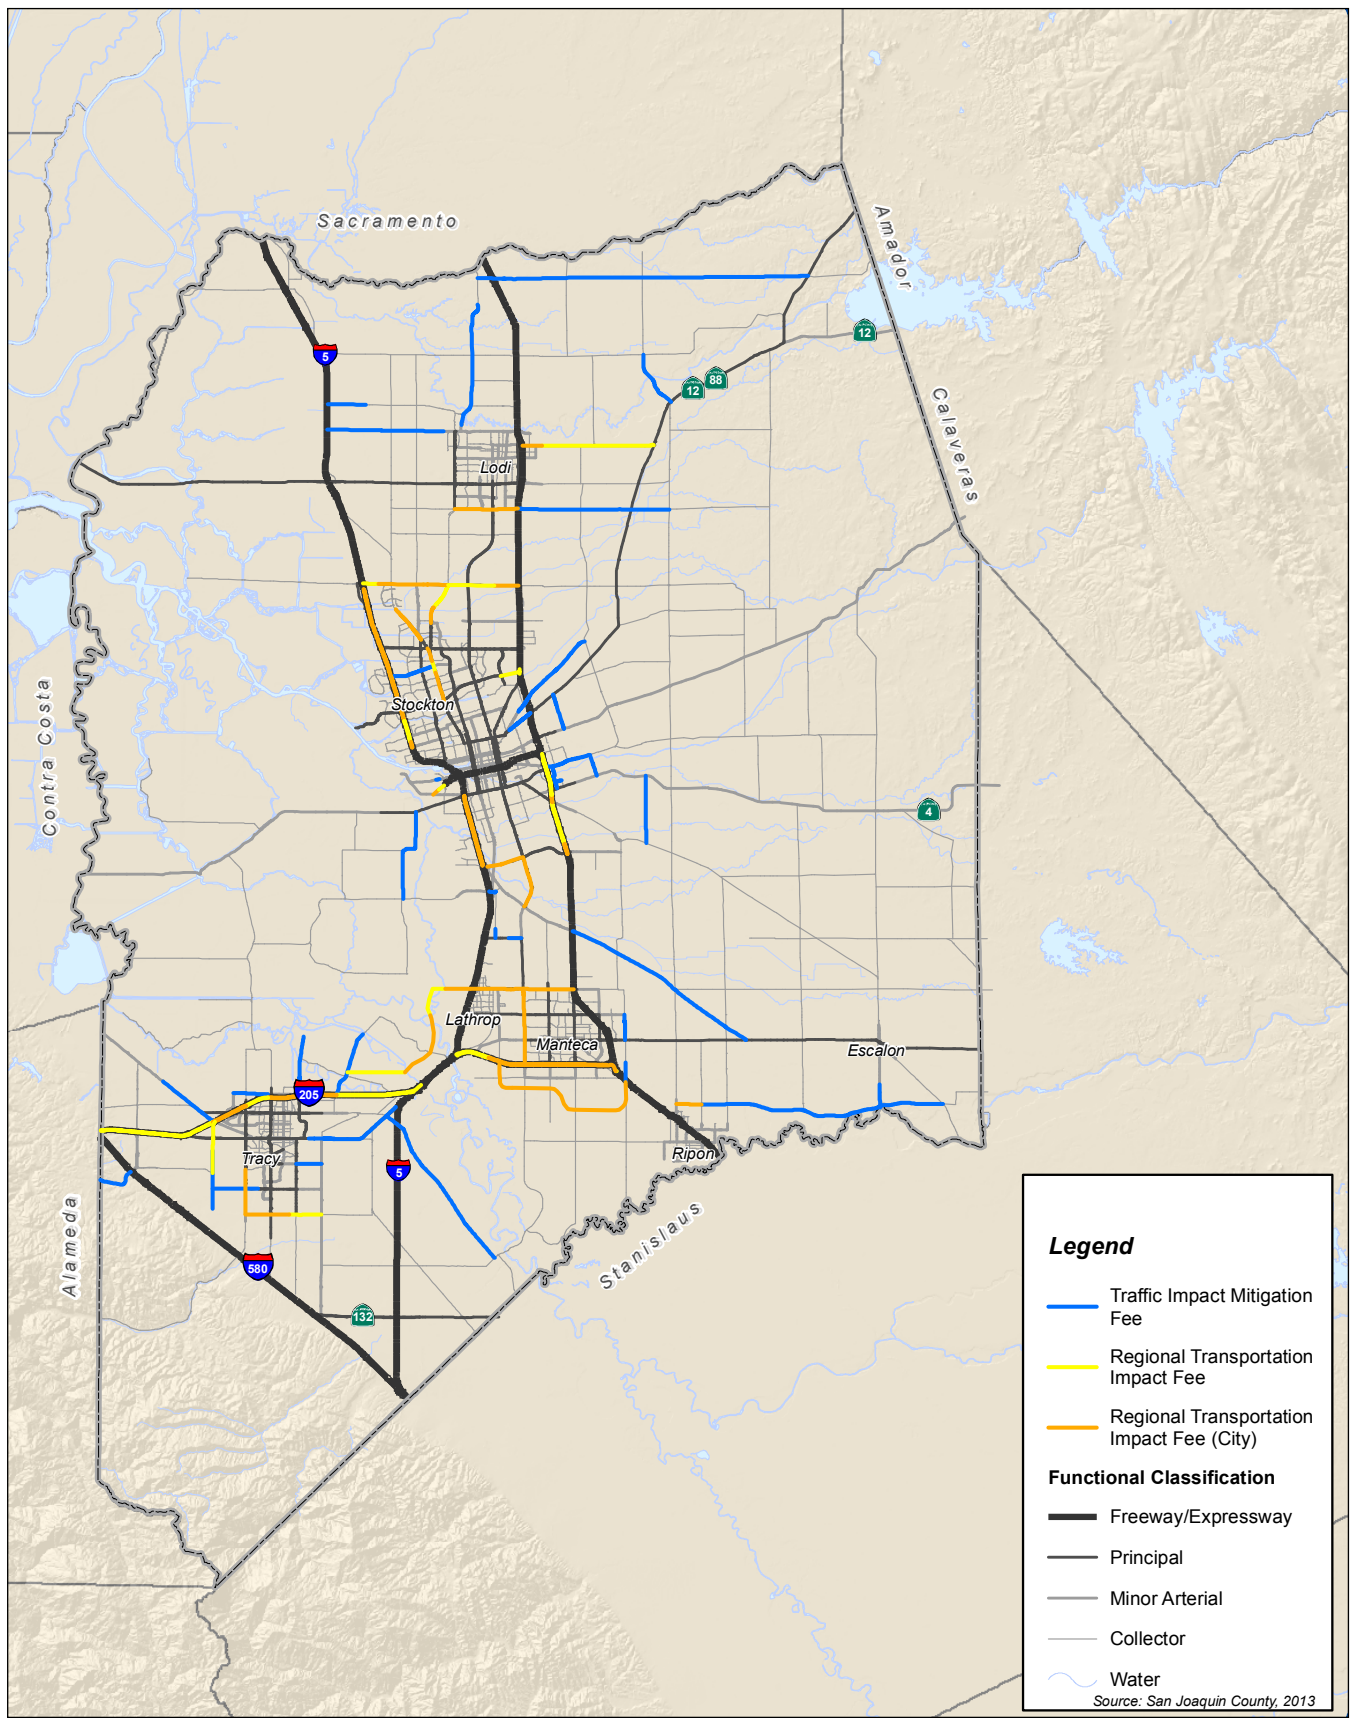 Sacramento
Amador
5
12
88
12
Calaveras
Lodi
Contra Costa
Stockton
4
Lathrop
Manteca
Escalon
205
Tracy
Ripon
5
Alameda
Stanislaus
580
132
Legend
Traffic Impact Mitigation
Fee
Regional Transportation
Impact Fee
Regional Transportation
Impact Fee (City)
Functional Classification
Freeway/Expressway
Principal
Minor Arterial
Collector
Water
Source: San Joaquin County, 2013